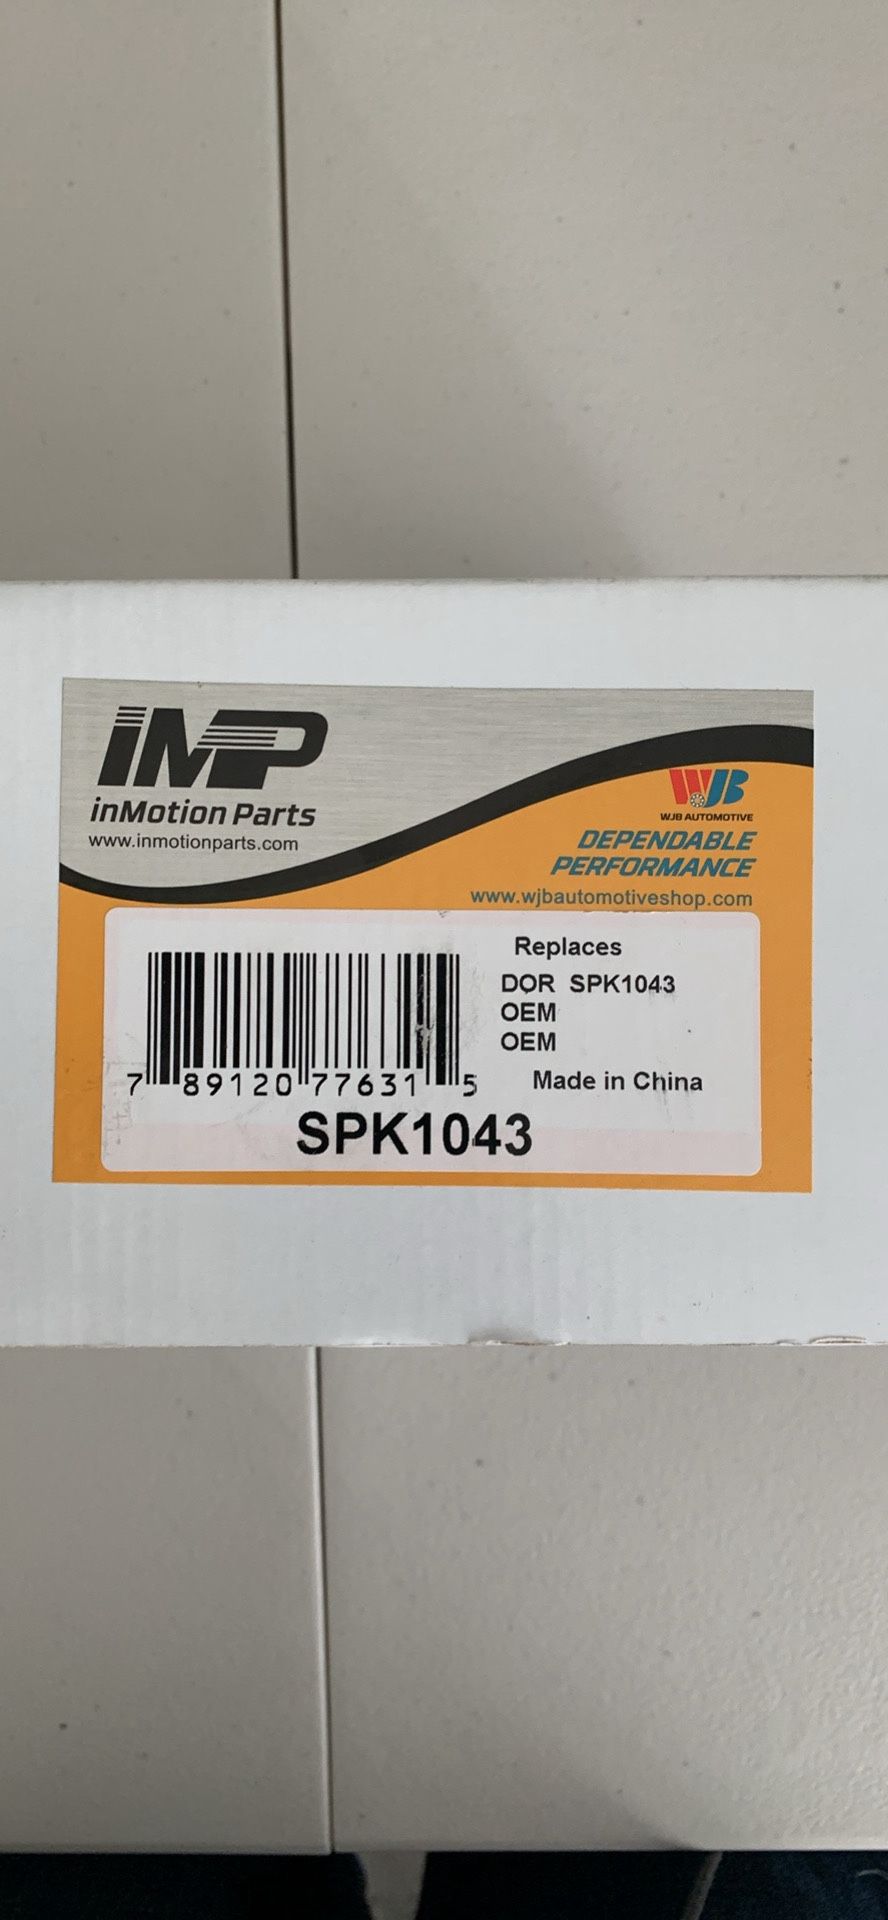 iMP
inMotion Parts
www.inmotionparts.com
WJB
WJB AUTOMOTIVE
DEPENDABLE
PERFORMANCE
www.wjbautomotiveshop.com
Replaces
DOR SPK1043
OEM
OEM
Made in China
7 89120 77631 5
SPK1043